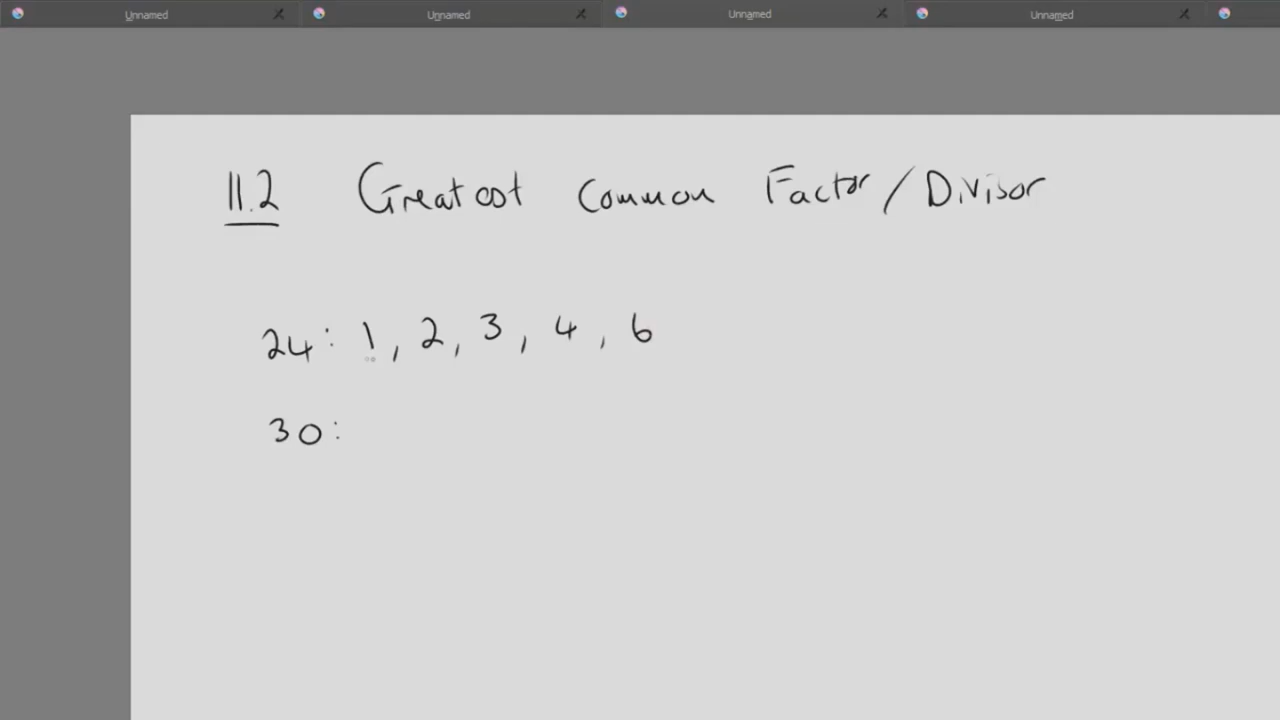 Unnamed Unnamed Unnamed Unnamed
11.2 Greatest Common Factor/Divisor
24: 1, 2, 3, 4, 6
30: